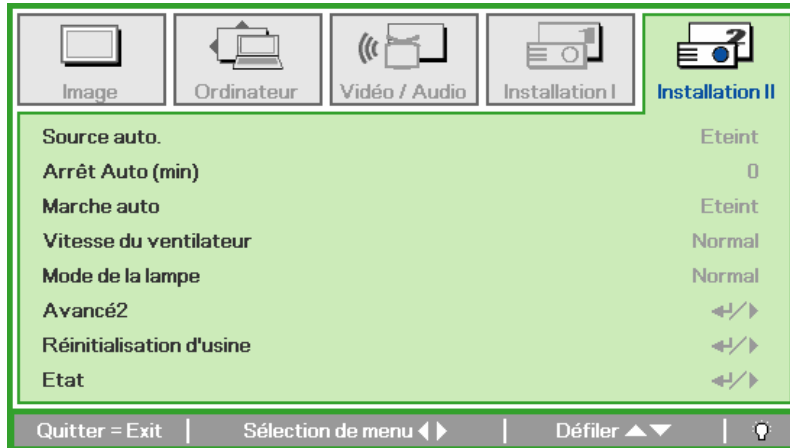 Image Ordinateur Vidéo / Audio Installation I Installation II
Source auto. Eteint
Arrêt Auto (min) 0
Marche auto Eteint
Vitesse du ventilateur Normal
Mode de la lampe Normal
Avancé2
Réinitialisation d'usine
Etat
Quitter = Exit Sélection de menu Défiler